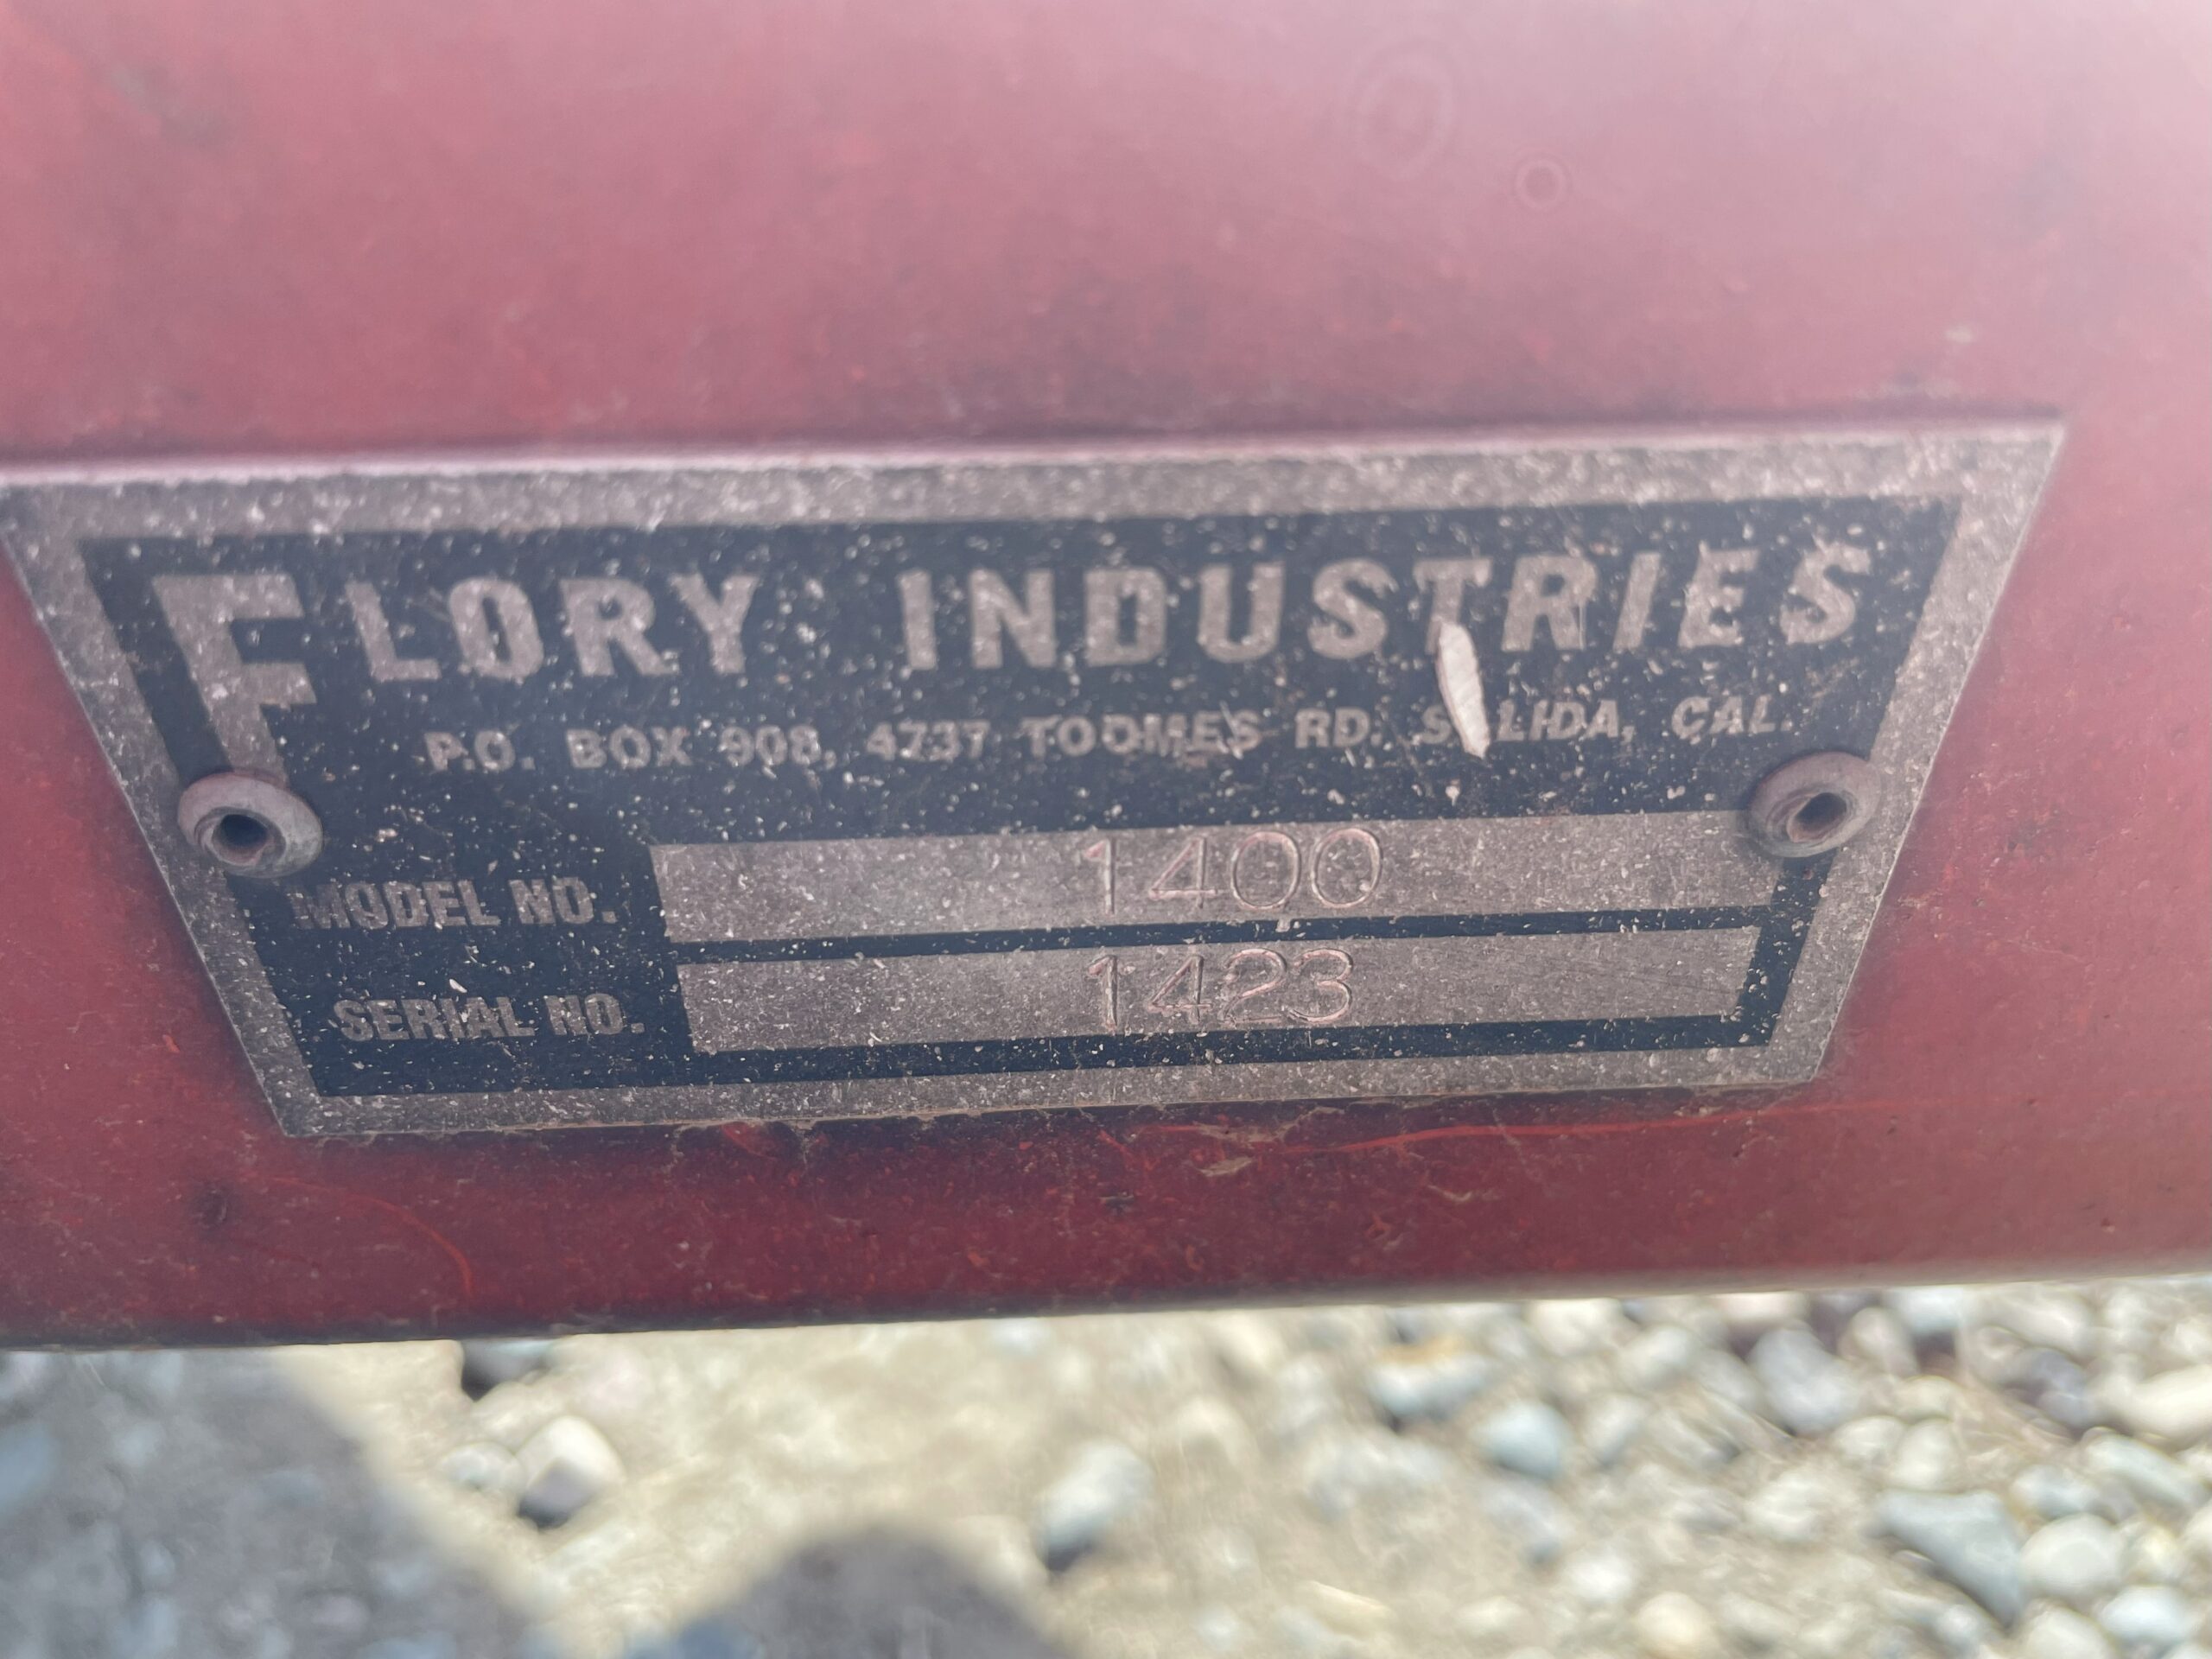 FLORY INDUSTRIES
P.O. BOX 908, 4737 TOOMES RD. SALIDA, CAL.
MODEL NO. 1400
SERIAL NO. 1423